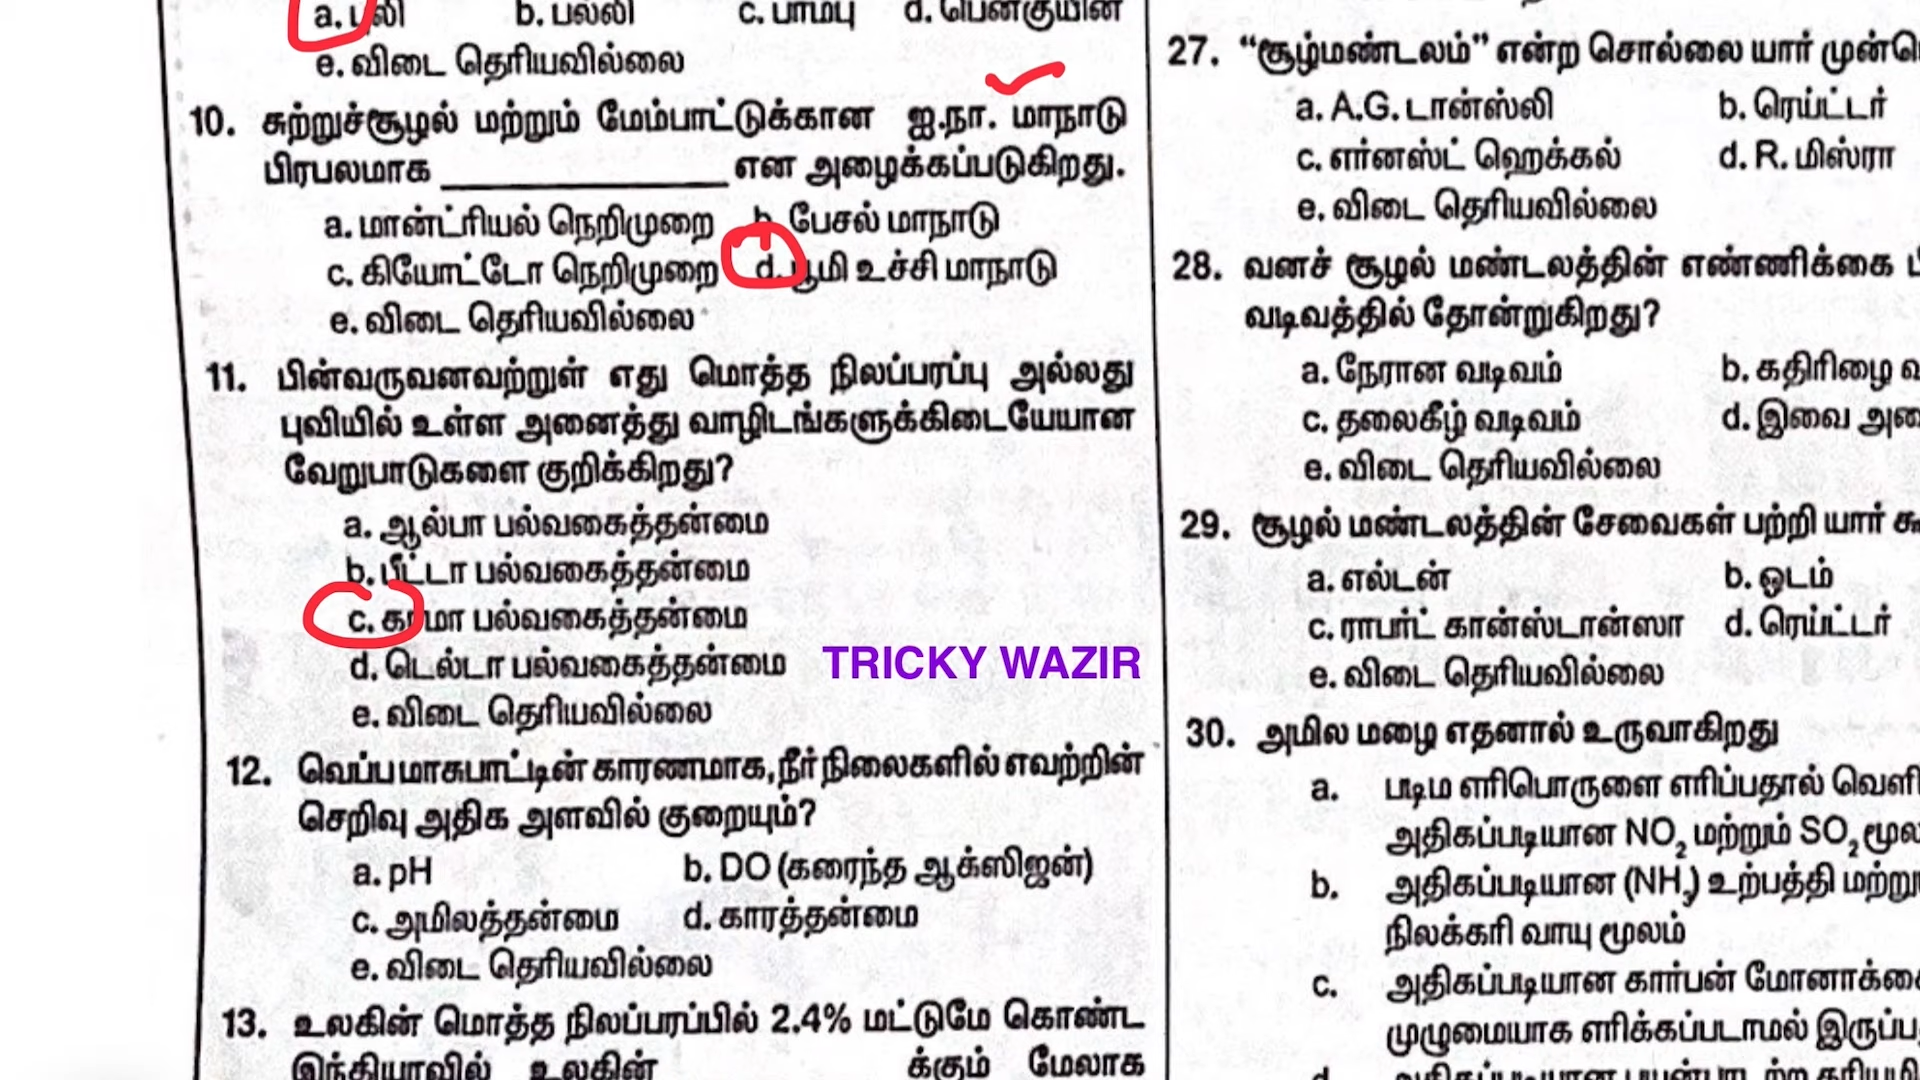 a. புலி b. பல்லி c. பாம்பு d. பென்குயின்
e. விடை தெரியவில்லை
10. சுற்றுச்சூழல் மற்றும் மேம்பாட்டுக்கான ஐ.நா. மாநாடு
பிரபலமாக ____________ என அழைக்கப்படுகிறது.
a. மான்ட்ரியல் நெறிமுறை b. பேசல் மாநாடு
c. கியோட்டோ நெறிமுறை d. பூமி உச்சி மாநாடு
e. விடை தெரியவில்லை
11. பின்வருவனவற்றுள் எது மொத்த நிலப்பரப்பு அல்லது
புவியில் உள்ள அனைத்து வாழிடங்களுக்கிடையேயான
வேறுபாடுகளை குறிக்கிறது?
a. ஆல்பா பல்வகைத்தன்மை
b. பீட்டா பல்வகைத்தன்மை
c. காமா பல்வகைத்தன்மை
d. டெல்டா பல்வகைத்தன்மை
e. விடை தெரியவில்லை
TRICKY WAZIR
12. வெப்ப மாசுபாட்டின் காரணமாக, நீர் நிலைகளில் எவற்றின்
செறிவு அதிக அளவில் குறையும்?
a. pH b. DO (கரைந்த ஆக்ஸிஜன்)
c. அமிலத்தன்மை d. காரத்தன்மை
e. விடை தெரியவில்லை
13. உலகின் மொத்த நிலப்பரப்பில் 2.4% மட்டுமே கொண்ட
இந்தியாவில் உலகின் க்கும் மேலாக
27. "சூழ்மண்டலம்" என்ற சொல்லை யார்
a. A.G. டான்ஸ்லி b. ரெய்ட்டர்
c. எர்னஸ்ட் ஹெக்கல் d. R. மிஸ்ரா
e. விடை தெரியவில்லை
28. வனச் சூழல் மண்டலத்தின் எண்ணிக்கை
வடிவத்தில் தோன்றுகிறது?
a. நேரான வடிவம் b. கதிரிழை
c. தலைகீழ் வடிவம் d. இவை
e. விடை தெரியவில்லை
29. சூழல் மண்டலத்தின் சேவைகள் பற்றி யார்
a. எல்டன் b. ஓடம்
c. ராபர்ட் கான்ஸ்டான்ஸா d. ரெய்ட்டர்
e. விடை தெரியவில்லை
30. அமில மழை எதனால் உருவாகிறது
a. படிம எரிபொருளை எரிப்பதால்
அதிகப்படியான NO₂ மற்றும் SO₂
b. அதிகப்படியான (NH₃) உற்பத்தி
நிலக்கரி வாயு மூலம்
c. அதிகப்படியான கார்பன்
முழுமையாக எரிக்கப்படாமல்